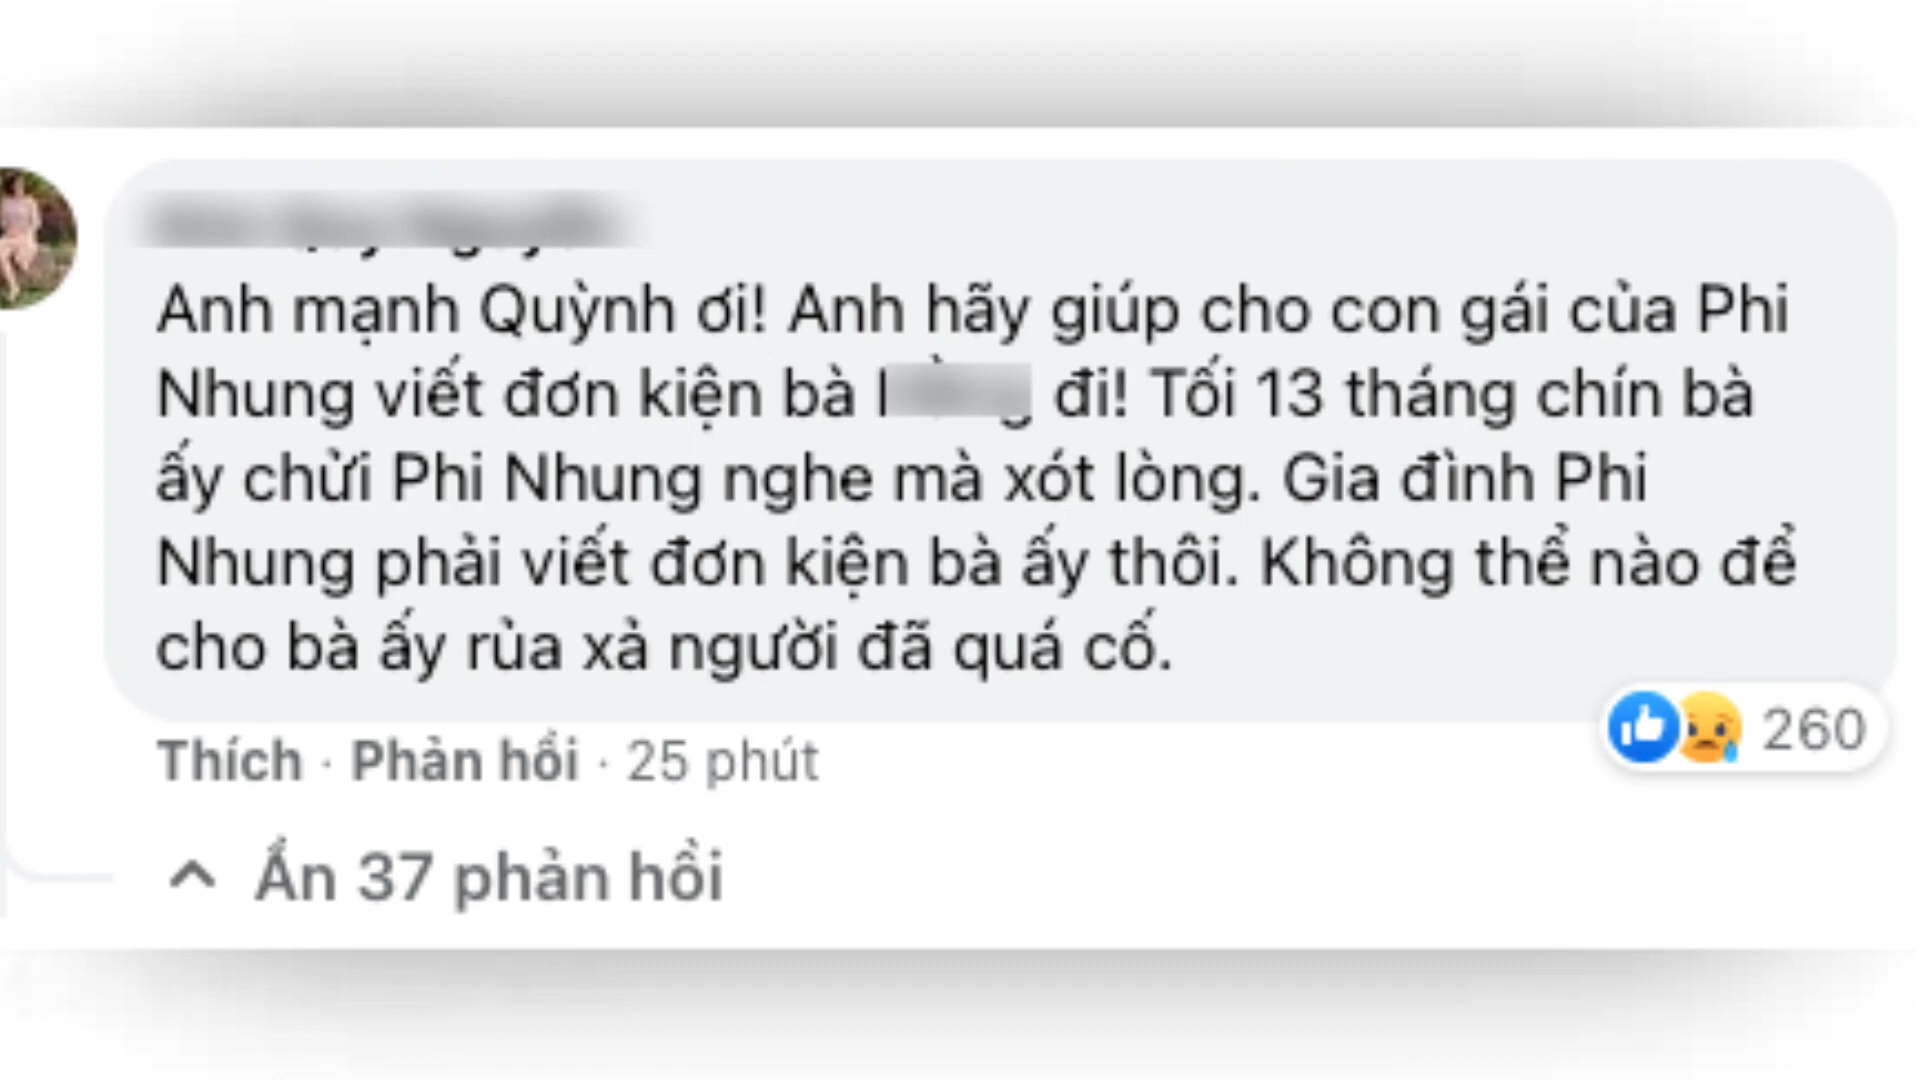 Anh mạnh Quỳnh ơi! Anh hãy giúp cho con gái của Phi
Nhung viết đơn kiện bà đi! Tối 13 tháng chín bà
ấy chửi Phi Nhung nghe mà xót lòng. Gia đình Phi
Nhung phải viết đơn kiện bà ấy thôi. Không thể nào để
cho bà ấy rủa xả người đã quá cố.
260
Thích · Phản hồi · 25 phút
Ẩn 37 phản hồi